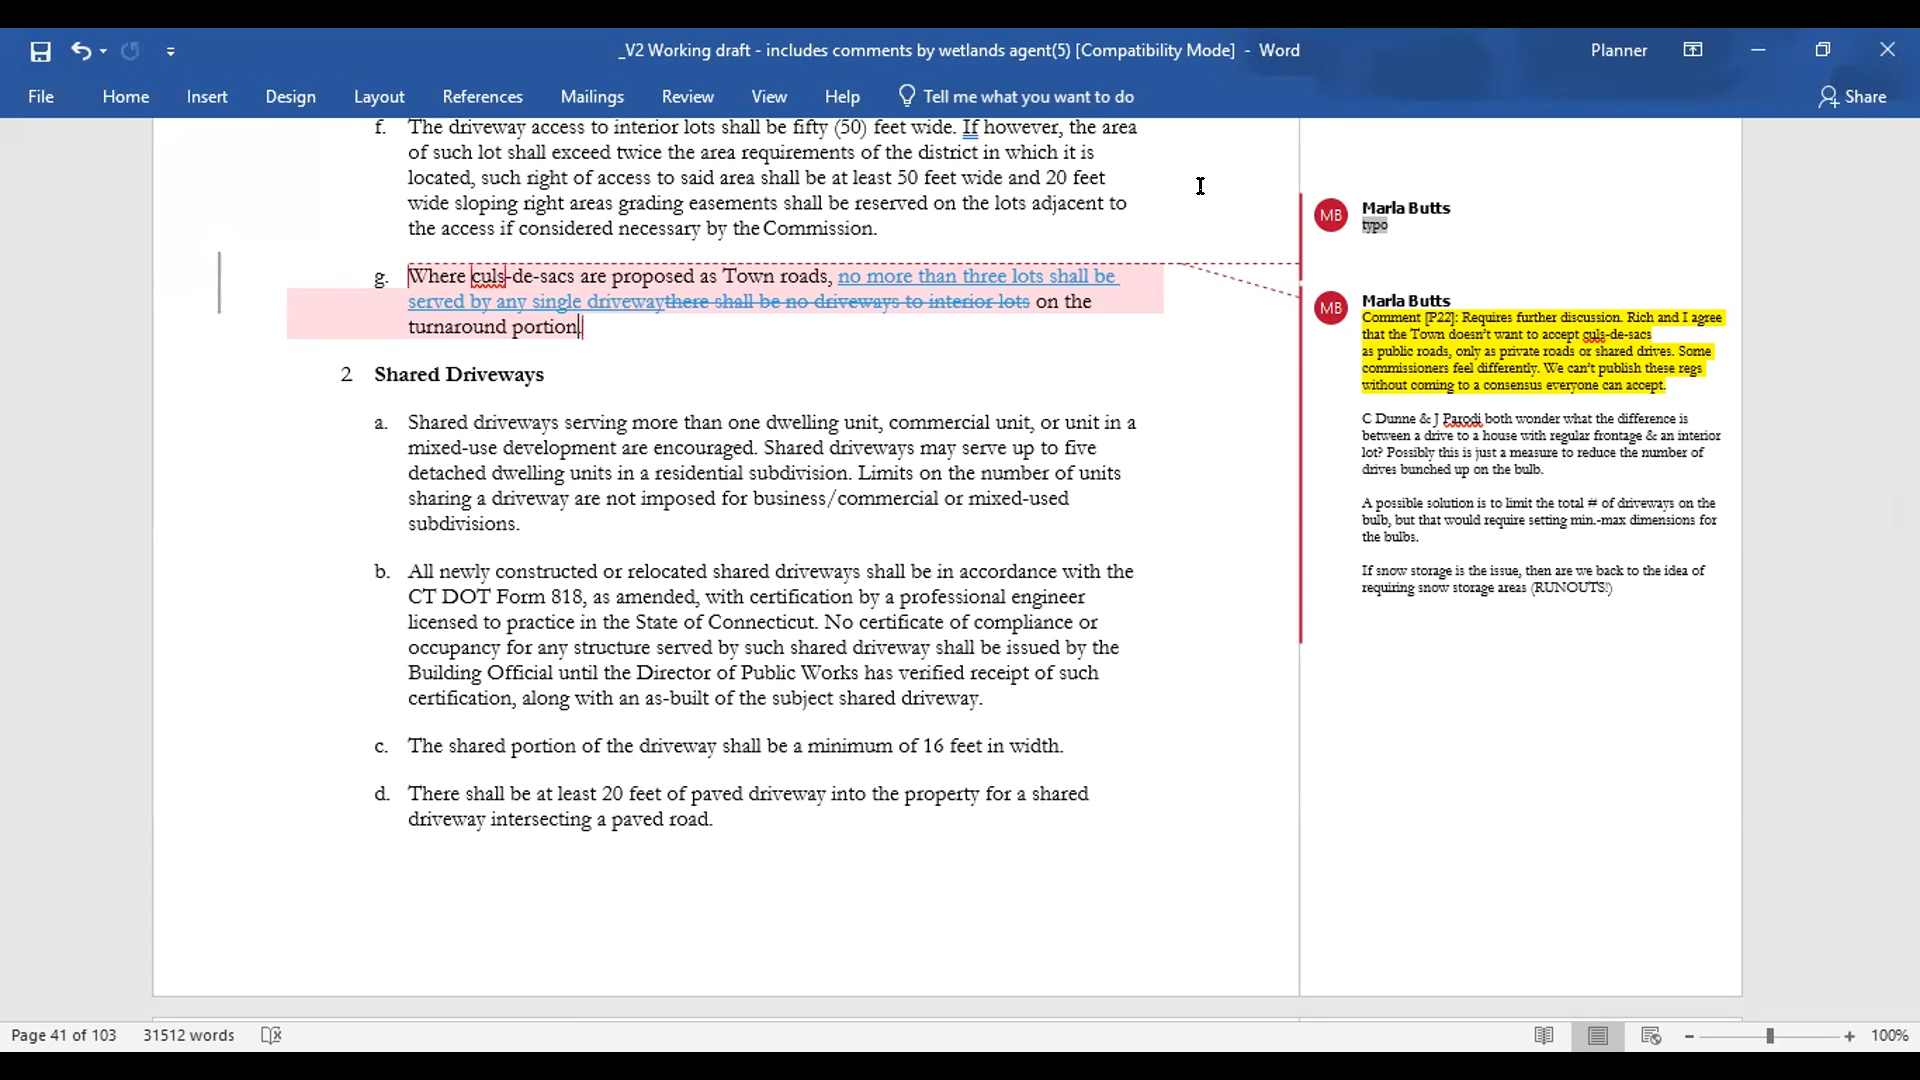 _V2 Working draft - includes comments by wetlands agent(5) [Compatibility Mode] - Word
Planner
File Home Insert Design Layout References Mailings Review View Help Tell me what you want to do Share
f. The driveway access to interior lots shall be fifty (50) feet wide. If however, the area
of such lot shall exceed twice the area requirements of the district in which it is
located, such right of access to said area shall be at least 50 feet wide and 20 feet
wide sloping right areas grading easements shall be reserved on the lots adjacent to
the access if considered necessary by the Commission.
g. Where culs-de-sacs are proposed as Town roads, no more than three lots shall be
served by any single drivewaythere shall be no driveways to interior lots on the
turnaround portion.
2 Shared Driveways
a. Shared driveways serving more than one dwelling unit, commercial unit, or unit in a
mixed-use development are encouraged. Shared driveways may serve up to five
detached dwelling units in a residential subdivision. Limits on the number of units
sharing a driveway are not imposed for business/commercial or mixed-used
subdivisions.
b. All newly constructed or relocated shared driveways shall be in accordance with the
CT DOT Form 818, as amended, with certification by a professional engineer
licensed to practice in the State of Connecticut. No certificate of compliance or
occupancy for any structure served by such shared driveway shall be issued by the
Building Official until the Director of Public Works has verified receipt of such
certification, along with an as-built of the subject shared driveway.
c. The shared portion of the driveway shall be a minimum of 16 feet in width.
d. There shall be at least 20 feet of paved driveway into the property for a shared
driveway intersecting a paved road.
MB Marla Butts
typo
MB Marla Butts
Comment [P22]: Requires further discussion. Rich and I agree
that the Town doesn't want to accept culs-de-sacs
as public roads, only as private roads or shared drives. Some
commissioners feel differently. We can't publish these regs
without coming to a consensus everyone can accept.
C Dunne & J Parodi both wonder what the difference is
between a drive to a house with regular frontage & an interior
lot? Possibly this is just a measure to reduce the number of
drives bunched up on the bulb.
A possible solution is to limit the total # of driveways on the
bulb, but that would require setting min.-max dimensions for
the bulbs.
If snow storage is the issue, then are we back to the idea of
requiring snow storage areas (RUNOUTS!)
Page 41 of 103 31512 words 100%